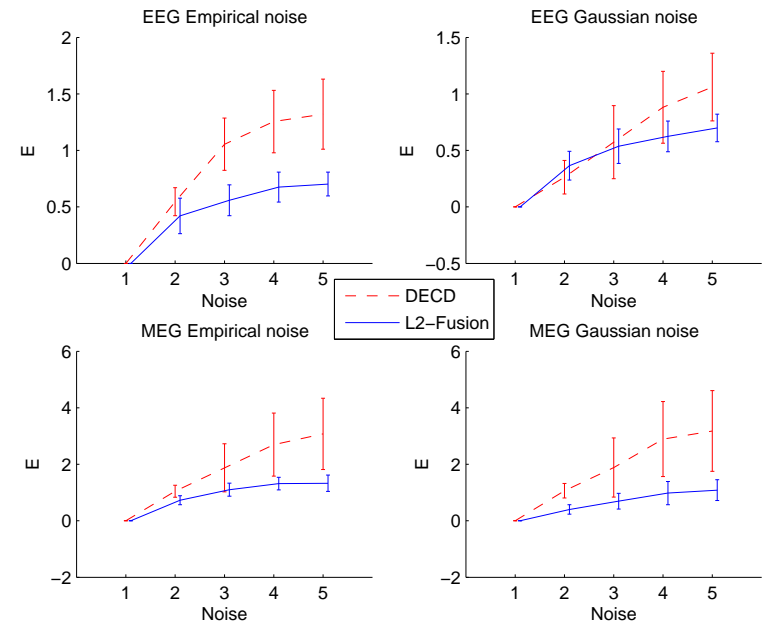 EEG Empirical noise
2
1.5
1
0.5
0
E
1 2 3 4 5
Noise
EEG Gaussian noise
1.5
1
0.5
0
−0.5
E
1 2 3 4 5
Noise
DECD
L2−Fusion
MEG Empirical noise
6
4
2
0
−2
E
1 2 3 4 5
Noise
MEG Gaussian noise
6
4
2
0
−2
E
1 2 3 4 5
Noise